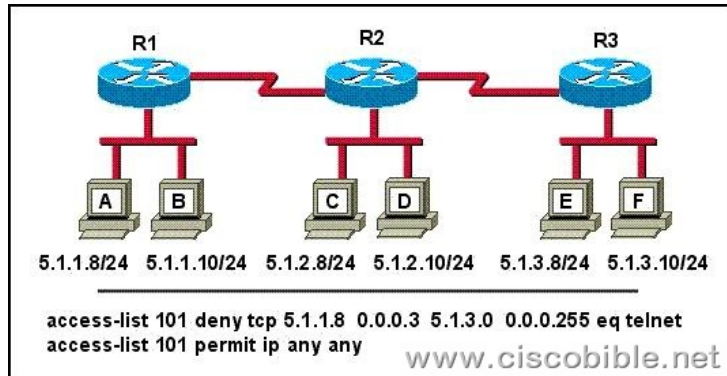 R1 R2 R3
A B C D E F
5.1.1.8/24 5.1.1.10/24 5.1.2.8/24 5.1.2.10/24 5.1.3.8/24 5.1.3.10/24
access-list 101 deny tcp 5.1.1.8 0.0.0.3 5.1.3.0 0.0.0.255 eq telnet
access-list 101 permit ip any any
www.ciscobible.net